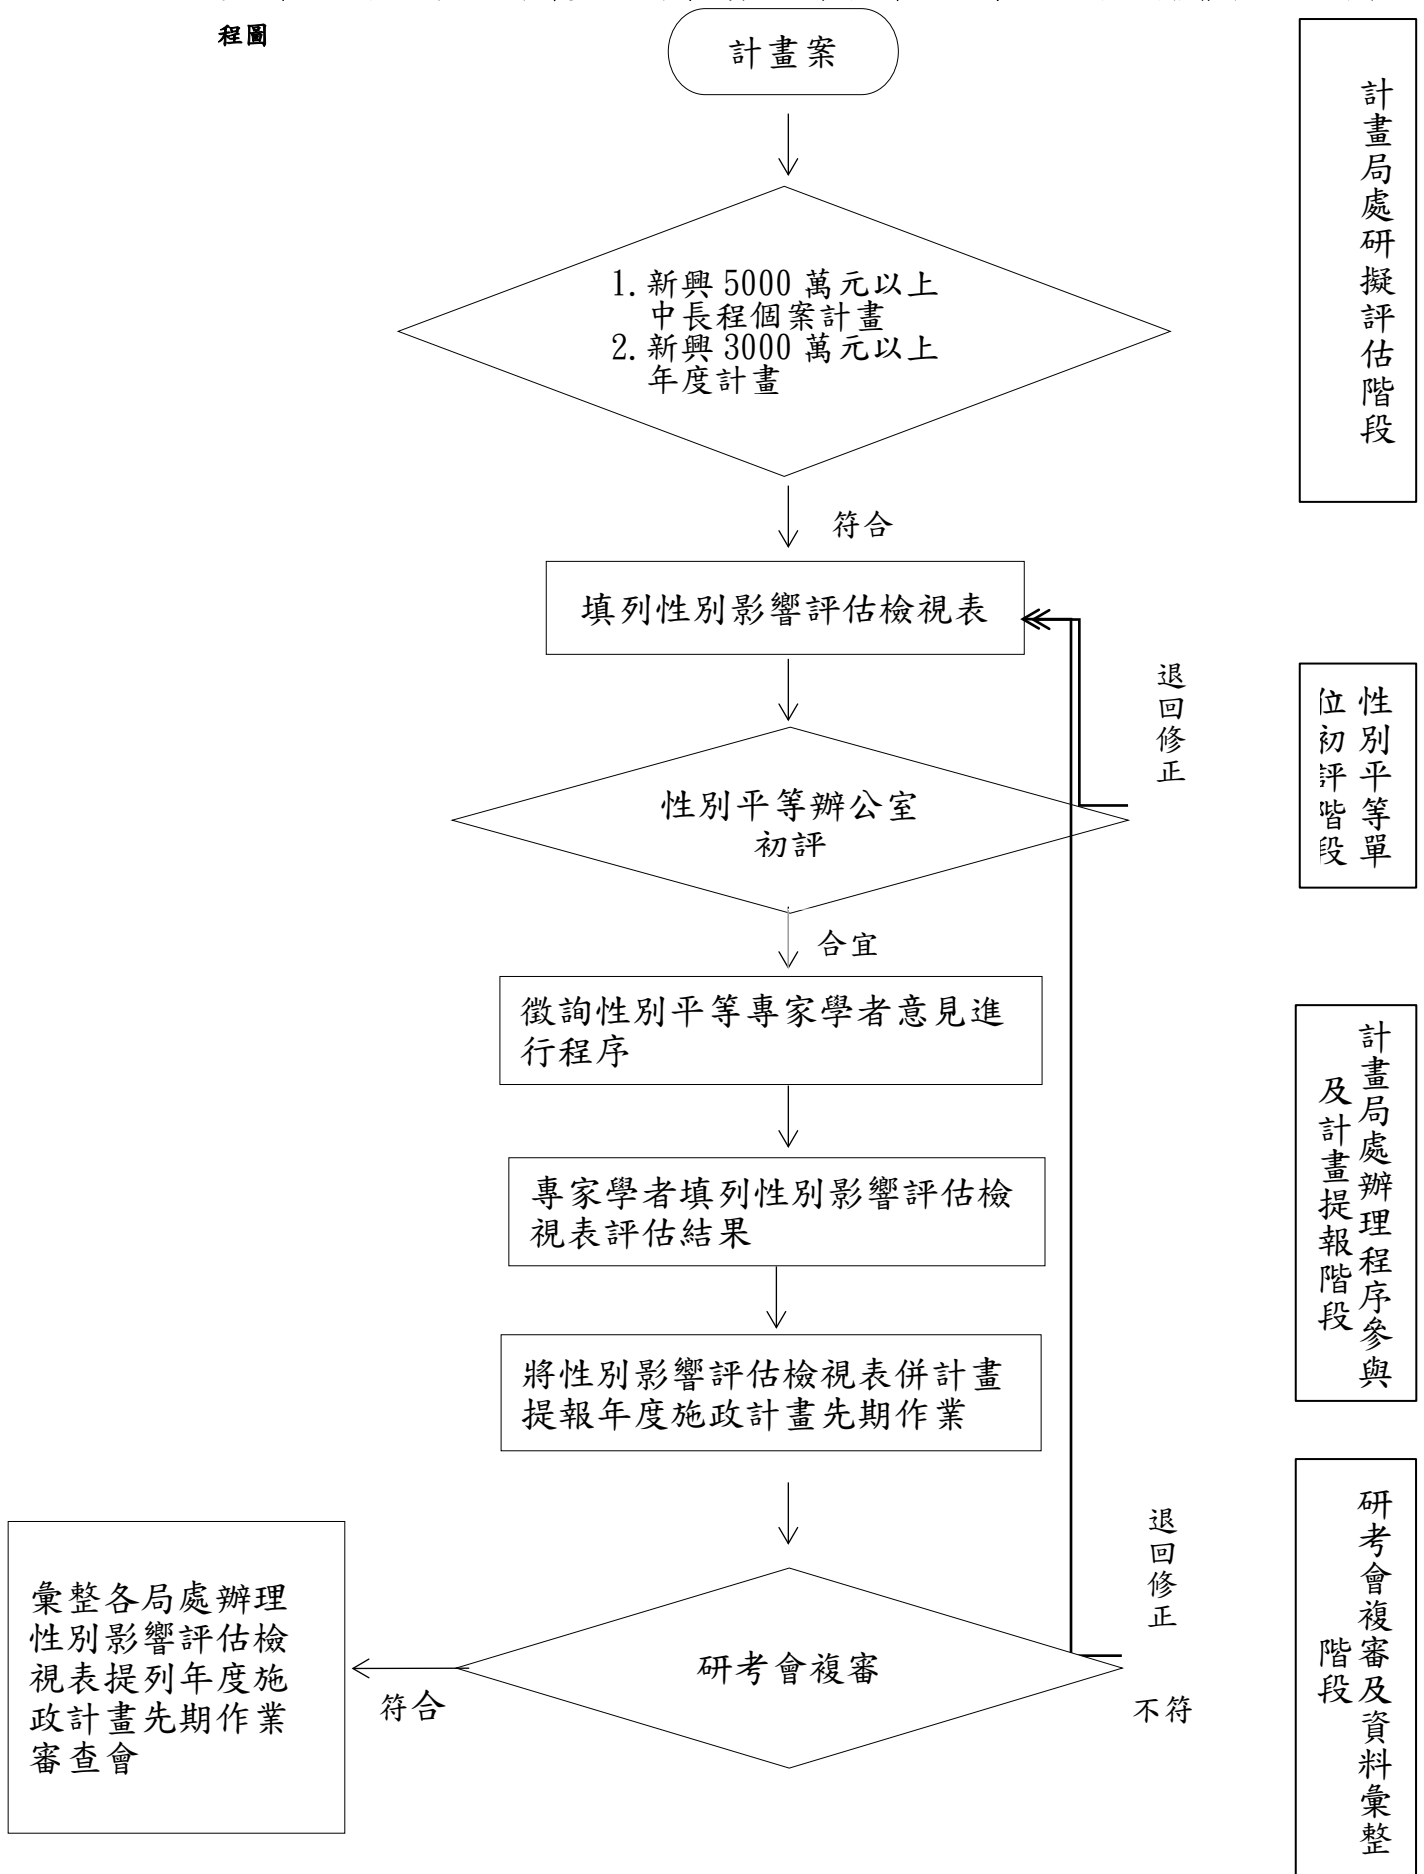 程圖
計畫案
計畫局處研擬評估階段
1. 新興 5000 萬元以上
中長程個案計畫
2. 新興 3000 萬元以上
年度計畫
符合
填列性別影響評估檢視表
退回修正
性別平等單
位初評階段
性別平等辦公室
初評
合宜
徵詢性別平等專家學者意見進
行程序
計畫局處辦理程序參與
及計畫提報階段
專家學者填列性別影響評估檢
視表評估結果
將性別影響評估檢視表併計畫
提報年度施政計畫先期作業
退回修正
研考會複審及資料彙整
階段
彙整各局處辦理
性別影響評估檢
視表提列年度施
政計畫先期作業
審查會
符合
研考會複審
不符